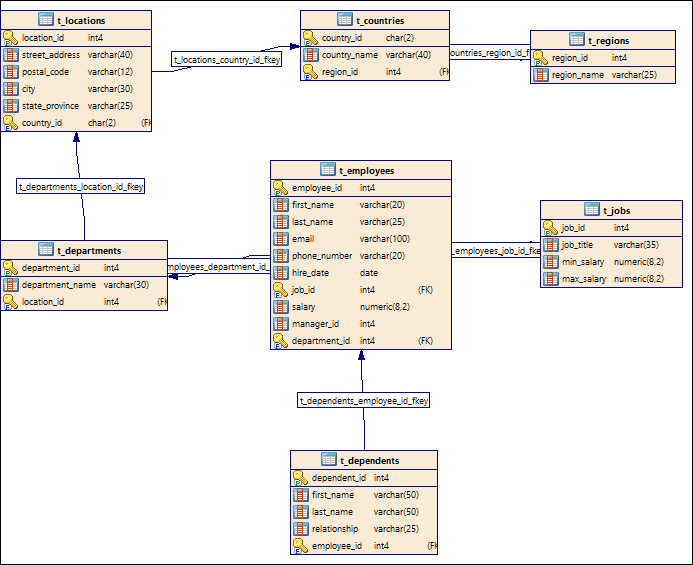 t_locations
location_id int4
street_address varchar(40)
postal_code varchar(12)
city varchar(30)
state_province varchar(25)
country_id char(2) (FK
t_locations_country_id_fkey
t_countries
country_id char(2)
country_name varchar(40)
region_id int4 (FK
ountries_region_id_f
t_regions
region_id int4
region_name varchar(25)
t_departments_location_id_fkey
t_departments
department_id int4
department_name varchar(30)
location_id int4 (FK
mployees_department_id_
t_employees
employee_id int4
first_name varchar(20)
last_name varchar(25)
email varchar(100)
phone_number varchar(20)
hire_date date
job_id int4 (FK)
salary numeric(8,2)
manager_id int4
department_id int4 (FK)
_employees_job_id_fke
t_jobs
job_id int4
job_title varchar(35)
min_salary numeric(8,2)
max_salary numeric(8,2)
t_dependents_employee_id_fkey
t_dependents
dependent_id int4
first_name varchar(50)
last_name varchar(50)
relationship varchar(25)
employee_id int4 (FK